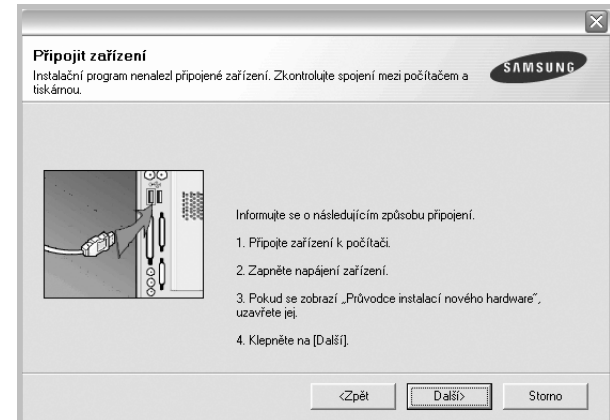 Připojit zařízení
Instalační program nenalezl připojené zařízení. Zkontrolujte spojení mezi počítačem a
tiskárnou.
SAMSUNG
Informujte se o následujícím způsobu připojení.
1. Připojte zařízení k počítači.
2. Zapněte napájení zařízení.
3. Pokud se zobrazí „Průvodce instalací nového hardware“,
uzavřete jej.
4. Klepněte na [Další].
<Zpět
Další>
Storno